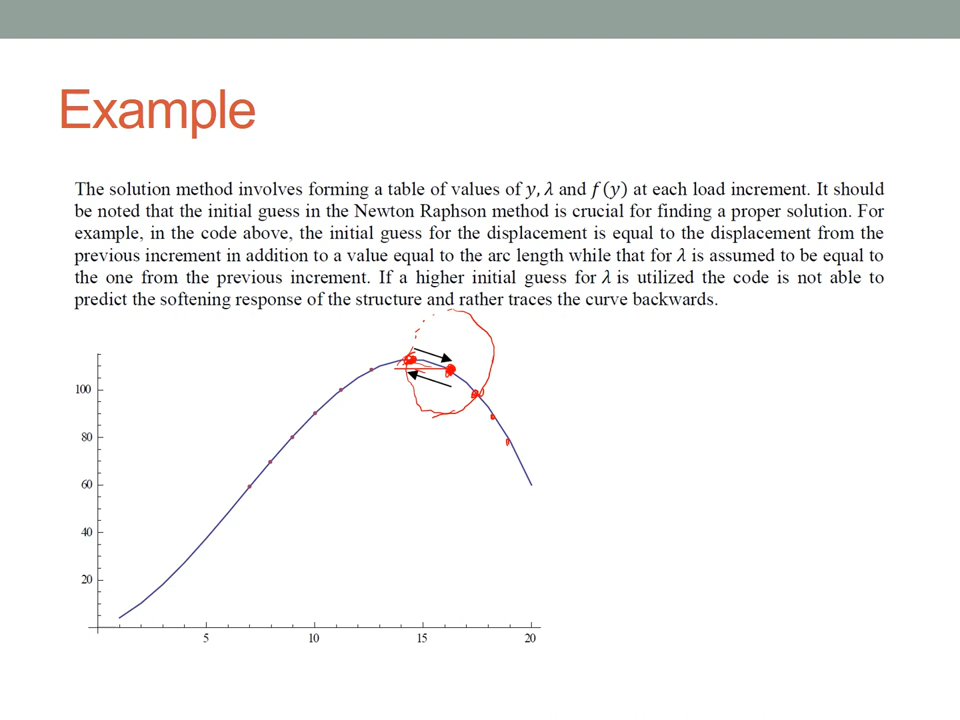 Example
The solution method involves forming a table of values of y, λ and f(y) at each load increment. It should
be noted that the initial guess in the Newton Raphson method is crucial for finding a proper solution. For
example, in the code above, the initial guess for the displacement is equal to the displacement from the
previous increment in addition to a value equal to the arc length while that for λ is assumed to be equal to
the one from the previous increment. If a higher initial guess for λ is utilized the code is not able to
predict the softening response of the structure and rather traces the curve backwards.
100
80
60
40
20
5 10 15 20